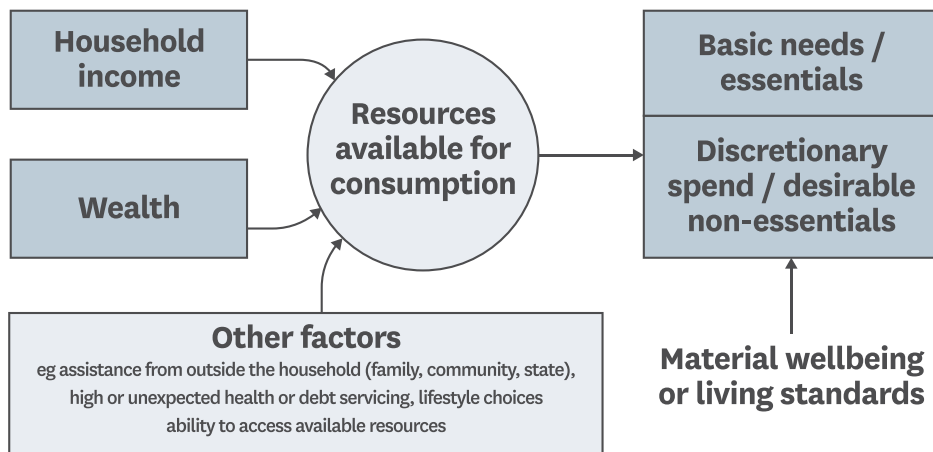 Household
income
Wealth
Resources
available for
consumption
Basic needs /
essentials
Discretionary
spend / desirable
non-essentials
Other factors
eg assistance from outside the household (family, community, state),
high or unexpected health or debt servicing, lifestyle choices
ability to access available resources
Material wellbeing
or living standards